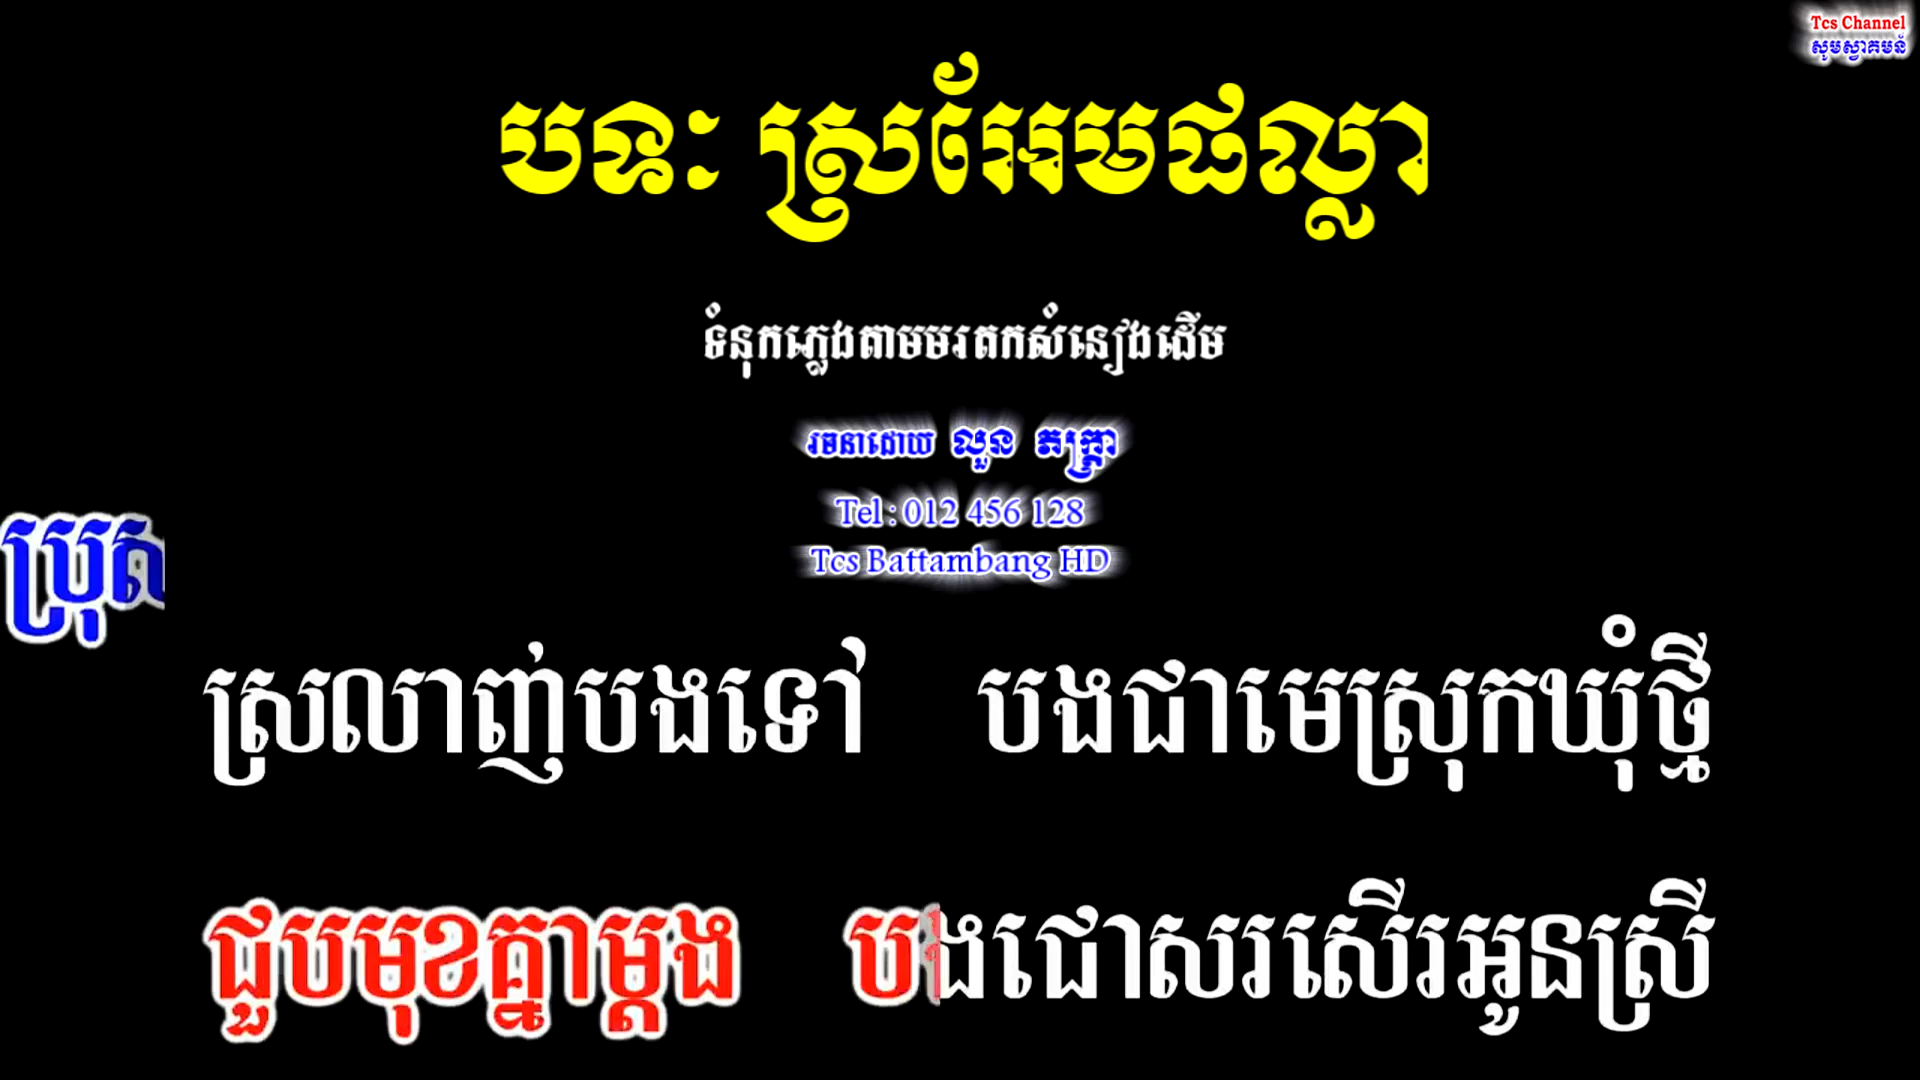 Tcs Channel
សូមស្វាគមន៍
បទៈ ស្រអែមផល្លា
ទំនុកភ្លេងតាមមរតកសំនៀងដើម
រចនាដោយ លួន ភក្ត្រា
Tel : 012 456 128
Tcs Battambang HD
ប្រុស
ស្រលាញ់បងទៅ បងជាមេស្រុកឃុំថ្មី
ជួបមុខគ្នាម្ដង បងជោសរសើរអូនស្រី